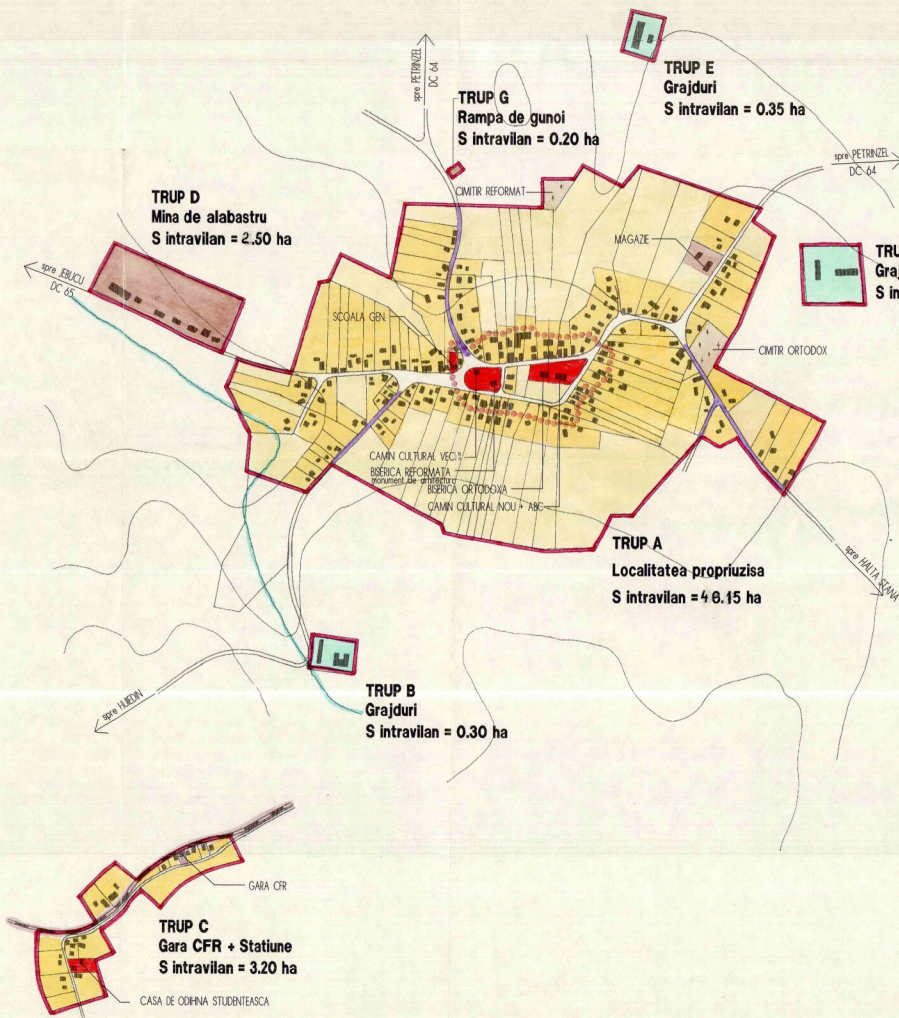 TRUP E
Grajduri
S intravilan = 0.35 ha
spre PETRINZEL
DC 64
TRUP G
Rampa de gunoi
S intravilan = 0.20 ha
spre PETRINZEL
DC 64
CIMITIR REFORMAT
TRUP D
Mina de alabastru
S intravilan = 2.50 ha
MAGAZIE
TRU
Graj
S in
spre JEBUCU
DC 65
SCOALA GEN.
CIMITIR ORTODOX
CAMIN CULTURAL VECHI
BISERICA REFORMATA
monument de arhitectura
BISERICA ORTODOXA
CAMIN CULTURAL NOU + ABC
TRUP A
Localitatea propriuzisa
S intravilan = 46.15 ha
spre HALTA STANA
TRUP B
Grajduri
S intravilan = 0.30 ha
spre HUIEDIN
GARA CFR
TRUP C
Gara CFR + Statiune
S intravilan = 3.20 ha
CASA DE ODIHNA STUDENTEASCA